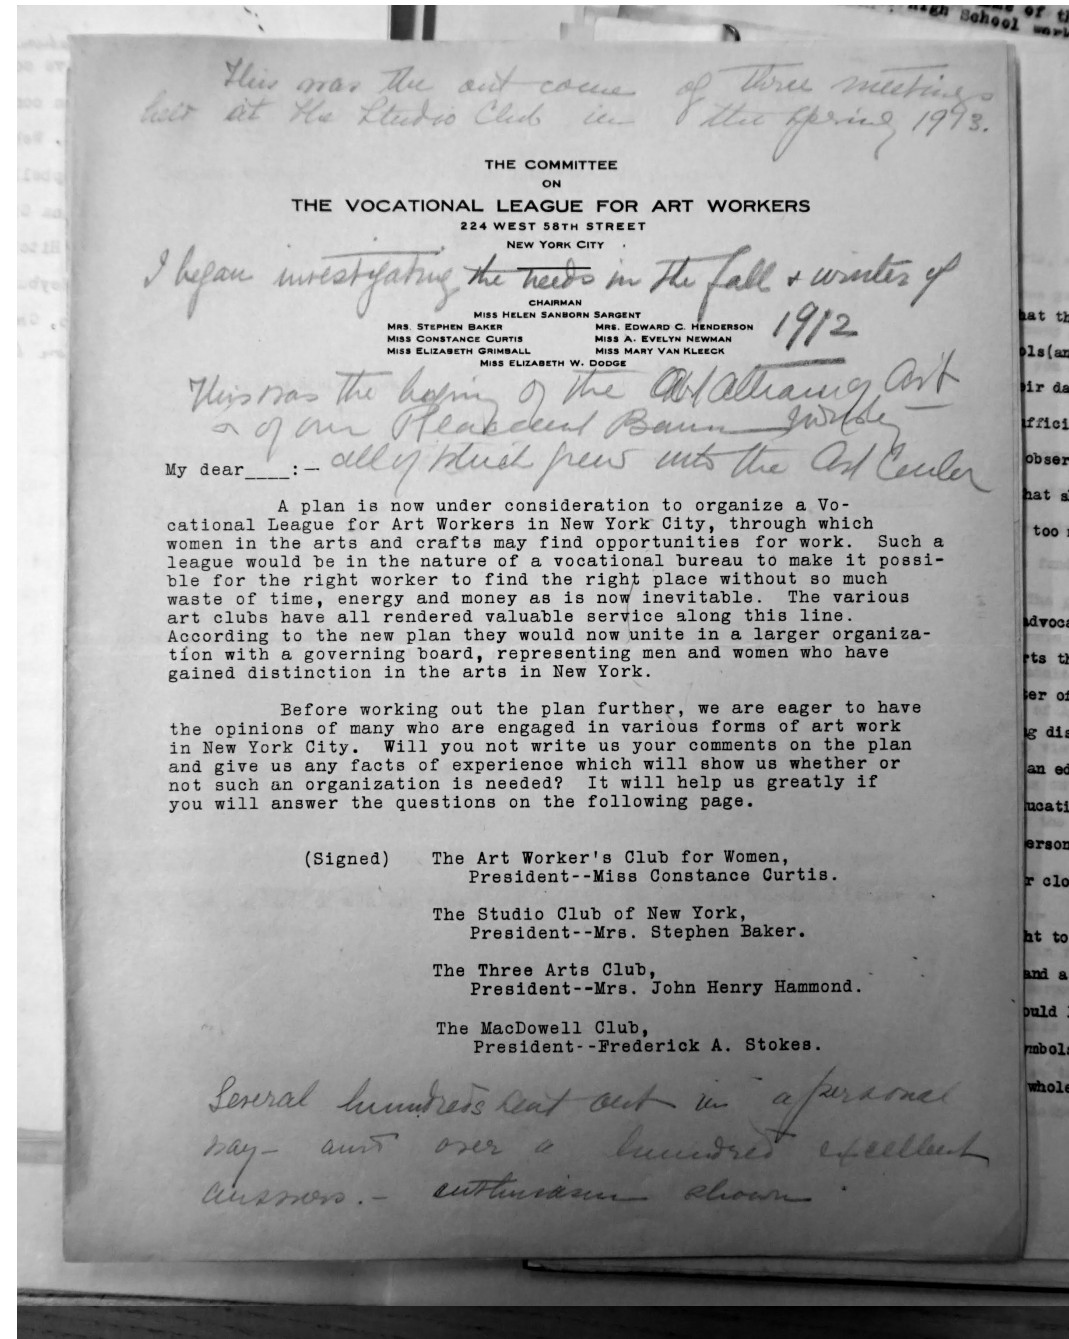 This was the out come of three meetings
held at the Studio Club in the Spring 1913.
THE COMMITTEE
ON
THE VOCATIONAL LEAGUE FOR ART WORKERS
224 WEST 58TH STREET
NEW YORK CITY
I began investigating the needs in the fall & winter of
1912
CHAIRMAN
MISS HELEN SANBORN SARGENT
MRS. STEPHEN BAKER MRS. EDWARD C. HENDERSON
MISS CONSTANCE CURTIS MISS A. EVELYN NEWMAN
MISS ELIZABETH GRIMBALL MISS MARY VAN KLEECK
MISS ELIZABETH W. DODGE
This was the of the Art Alliance of Art
of our Placement Bureau
all of which grew into the Art Center
My dear____:—
A plan is now under consideration to organize a Vo-
cational League for Art Workers in New York City, through which
women in the arts and crafts may find opportunities for work. Such a
league would be in the nature of a vocational bureau to make it possi-
ble for the right worker to find the right place without so much
waste of time, energy and money as is now inevitable. The various
art clubs have all rendered valuable service along this line.
According to the new plan they would now unite in a larger organiza-
tion with a governing board, representing men and women who have
gained distinction in the arts in New York.
Before working out the plan further, we are eager to have
the opinions of many who are engaged in various forms of art work
in New York City. Will you not write us your comments on the plan
and give us any facts of experience which will show us whether or
not such an organization is needed? It will help us greatly if
you will answer the questions on the following page.
(Signed) The Art Worker's Club for Women,
President--Miss Constance Curtis.
The Studio Club of New York,
President--Mrs. Stephen Baker.
The Three Arts Club,
President--Mrs. John Henry Hammond.
The MacDowell Club,
President--Frederick A. Stokes.
Several hundreds sent out in a personal
way - and over a hundred excellent
answers. - enthusiasm shown.
High School